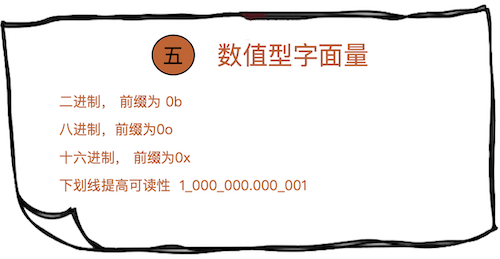 五 数值型字面量
二进制， 前缀为 0b
八进制，前缀为0o
十六进制， 前缀为0x
下划线提高可读性 1_000_000.000_001